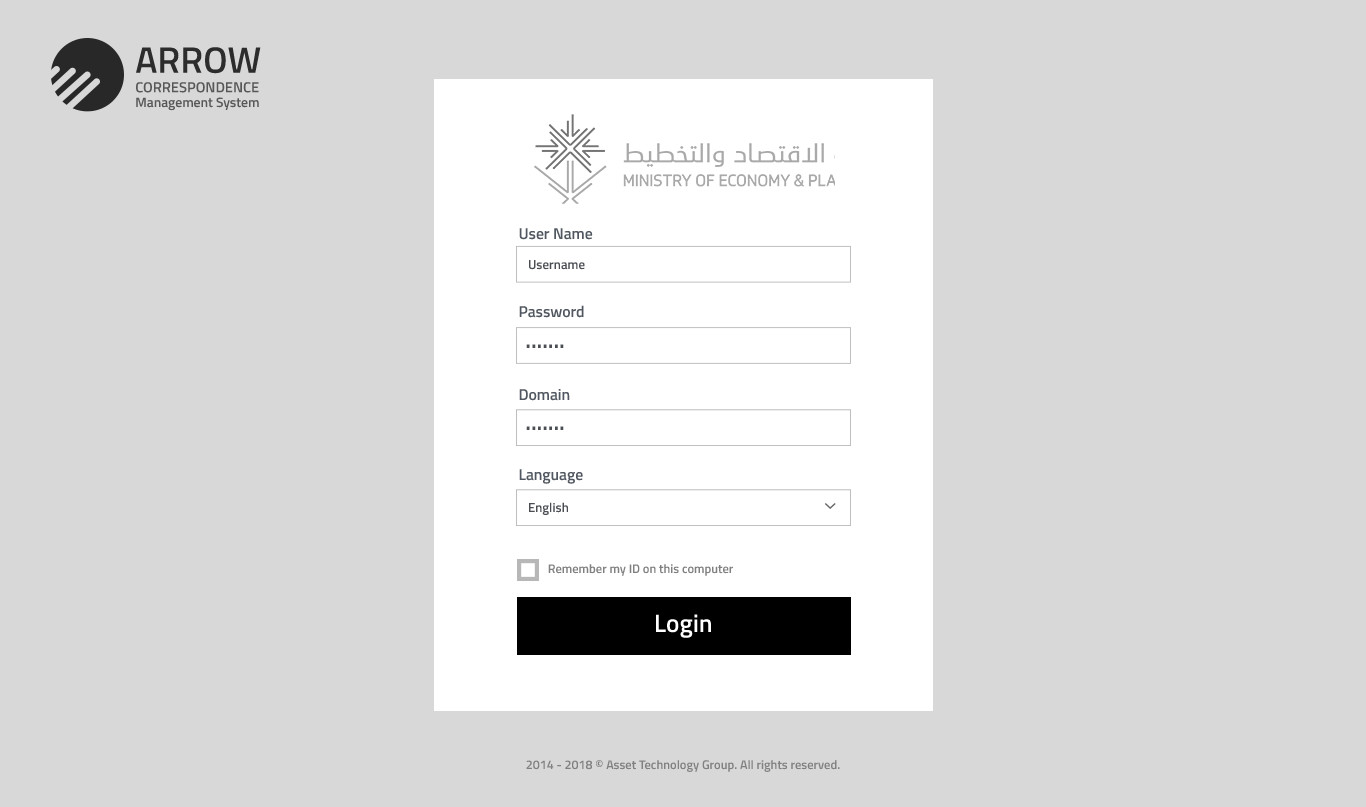 ARROW
CORRESPONDENCE
Management System
الاقتصاد والتخطيط
MINISTRY OF ECONOMY & PLA
User Name
Username
Password
Domain
Language
English
Remember my ID on this computer
Login
2014 - 2018 © Asset Technology Group. All rights reserved.